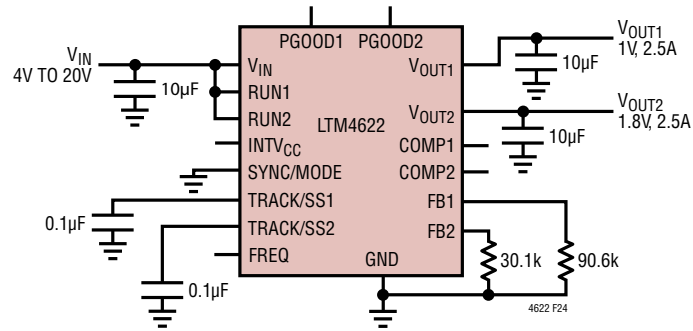 PGOOD1 PGOOD2
VIN
4V TO 20V
10µF
VIN
RUN1
RUN2
INTVCC
SYNC/MODE
TRACK/SS1
TRACK/SS2
FREQ
LTM4622
GND
VOUT1
VOUT2
COMP1
COMP2
FB1
FB2
0.1µF
0.1µF
10µF
VOUT1
1V, 2.5A
10µF
VOUT2
1.8V, 2.5A
30.1k
90.6k
4622 F24